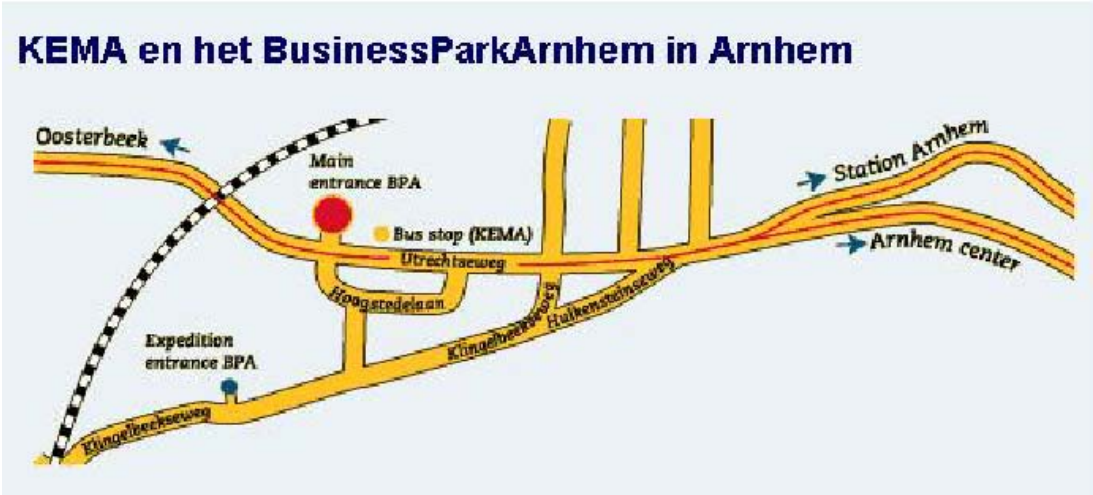 KEMA en het BusinessParkArnhem in Arnhem
Oosterbeek
Main
entrance BPA
Bus stop (KEMA)
Utrechtseweg
Station Arnhem
Arnhem center
Hoogstedelaan
Klingelbeekseweg
Hulkensteinseweg
Expedition
entrance BPA
Klingelbeekseweg